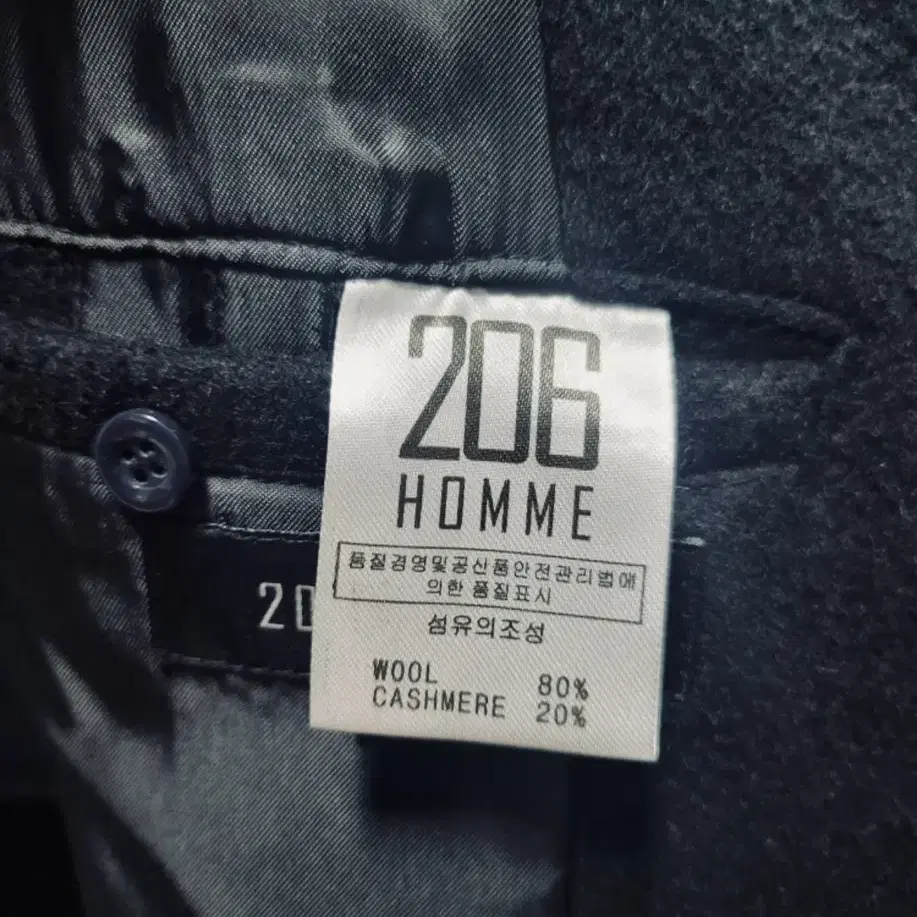 206
HOMME
품질경영및공산품안전관리법에
의한 품질표시
섬유의조성
WOOL 80%
CASHMERE 20%
20